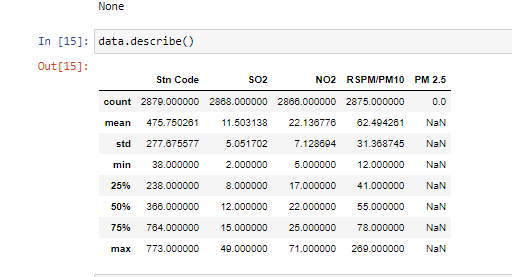 None
In [15]: data.describe()
Out[15]:
Stn Code SO2 NO2 RSPM/PM10 PM 2.5
count 2879.000000 2868.000000 2866.000000 2875.000000 0.0
mean 475.750261 11.503138 22.136776 62.494261 NaN
std 277.675577 5.051702 7.128694 31.368745 NaN
min 38.000000 2.000000 5.000000 12.000000 NaN
25% 238.000000 8.000000 17.000000 41.000000 NaN
50% 366.000000 12.000000 22.000000 55.000000 NaN
75% 764.000000 15.000000 25.000000 78.000000 NaN
max 773.000000 49.000000 71.000000 269.000000 NaN